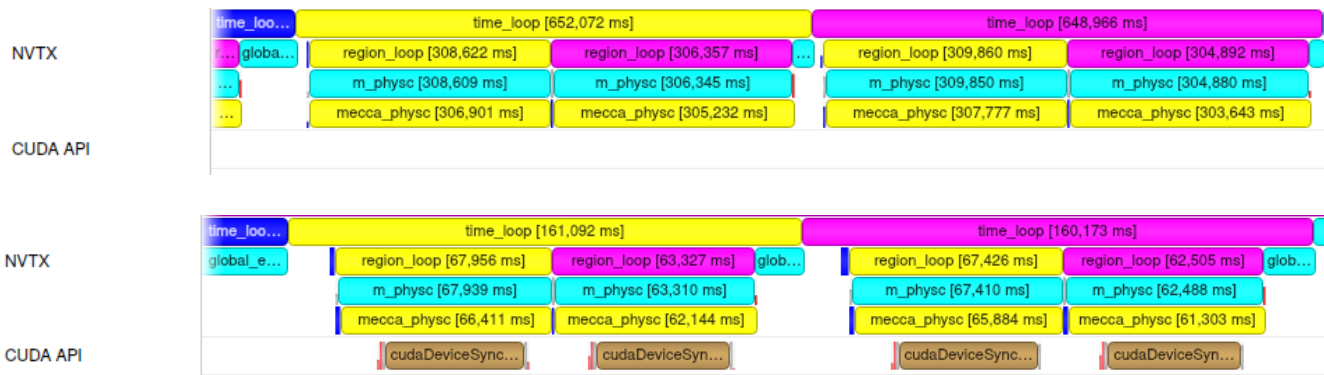 time_loo... time_loop [652,072 ms] time_loop [648,966 ms]
NVTX r... globa... region_loop [308,622 ms] region_loop [306,357 ms] ... region_loop [309,860 ms] region_loop [304,892 ms]
... m_physc [308,609 ms] m_physc [306,345 ms] m_physc [309,850 ms] m_physc [304,880 ms]
... mecca_physc [306,901 ms] mecca_physc [305,232 ms] mecca_physc [307,777 ms] mecca_physc [303,643 ms]
CUDA API
time_loo... time_loop [161,092 ms] time_loop [160,173 ms]
NVTX global_e... region_loop [67,956 ms] region_loop [63,327 ms] glob... region_loop [67,426 ms] region_loop [62,505 ms] glob...
m_physc [67,939 ms] m_physc [63,310 ms] m_physc [67,410 ms] m_physc [62,488 ms]
mecca_physc [66,411 ms] mecca_physc [62,144 ms] mecca_physc [65,884 ms] mecca_physc [61,303 ms]
CUDA API cudaDeviceSync... cudaDeviceSyn... cudaDeviceSync... cudaDeviceSyn...